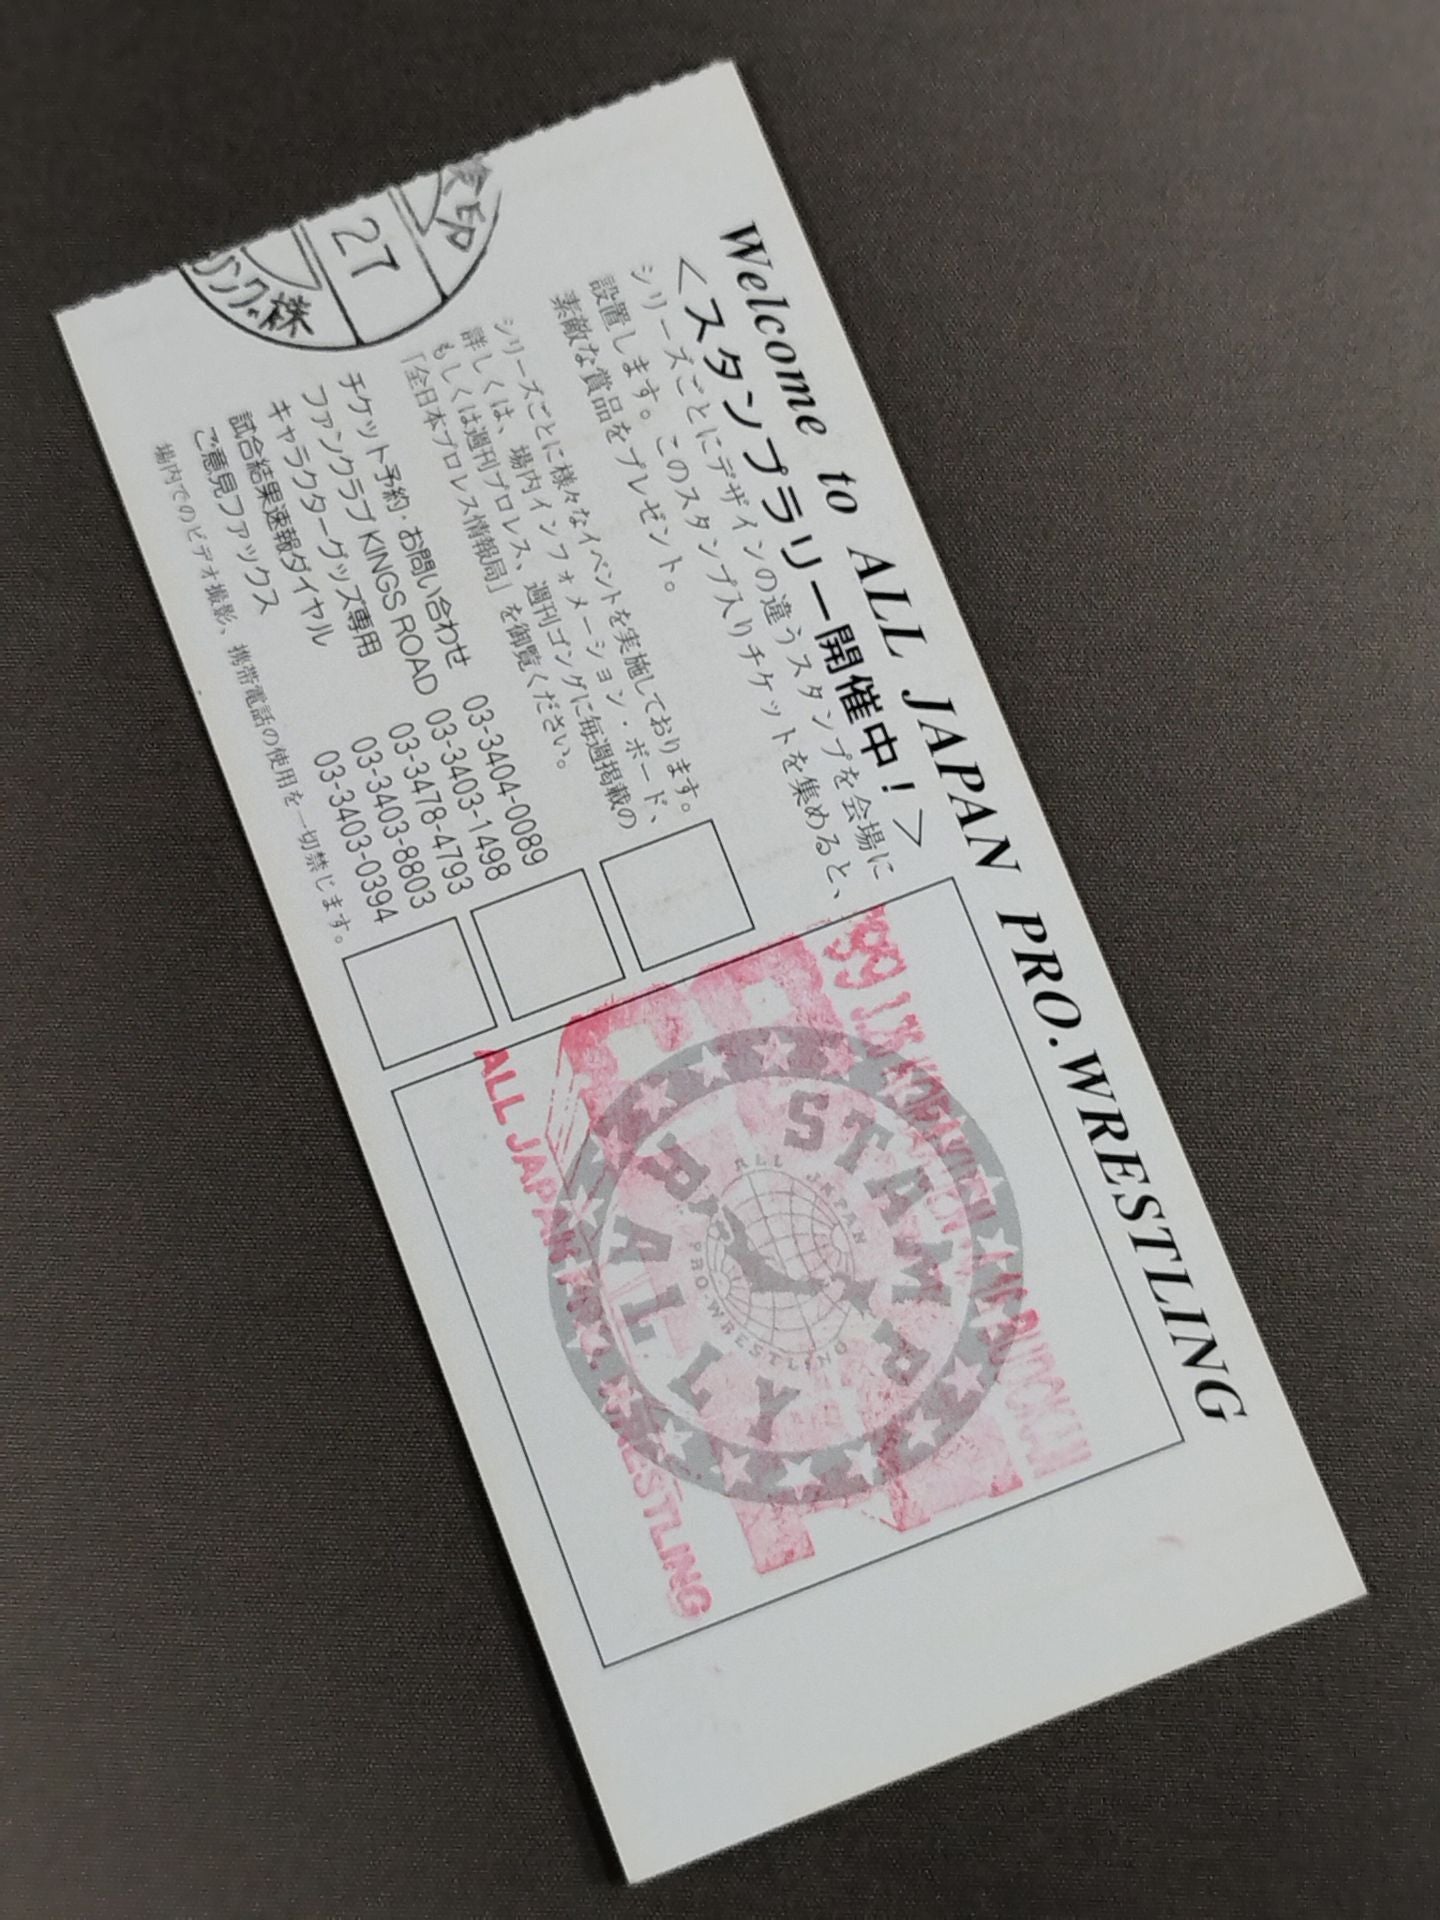 Welcome to ALL JAPAN PRO.WRESTLING
<スタンプラリー開催中!>
シリーズごとにデザインの違うスタンプを会場に
設置します。このスタンプ入りチケットを集めると、
素敵な賞品をプレゼント。
シリーズごとに様々なイベントを実施しております。
詳しくは、場内インフォメーション・ボード、
もしくは週刊プロレス、週刊ゴングに毎週掲載の
「全日本プロレス情報局」を御覧ください。
チケット予約・お問い合わせ 03-3404-0089
ファンクラブ KINGS ROAD 03-3403-1498
キャラクターグッズ専用 03-3478-4793
試合結果速報ダイヤル 03-3403-8803
ご意見ファックス 03-3403-0394
場内でのビデオ撮影、携帯電話の使用を一切禁じます。
印
27
リング株
STAMP
RALLY
ALL JAPAN
PRO.WRESTLING
'99
BUDOKAN
ALL JAPAN PRO. WRESTLING